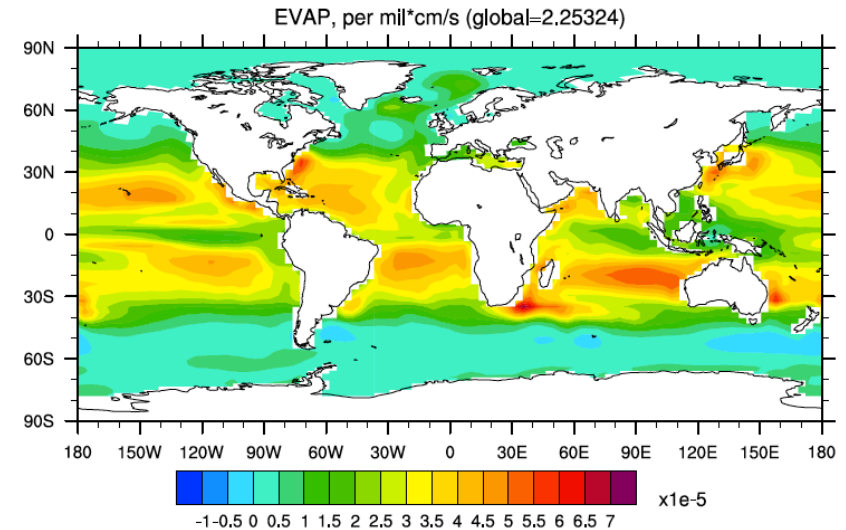 EVAP, per mil*cm/s (global=2.25324)
90N
60N
30N
0
30S
60S
90S
180 150W 120W 90W 60W 30W 0 30E 60E 90E 120E 150E 180
-1 -0.5 0 0.5 1 1.5 2 2.5 3 3.5 4 4.5 5 5.5 6 6.5 7
x1e-5